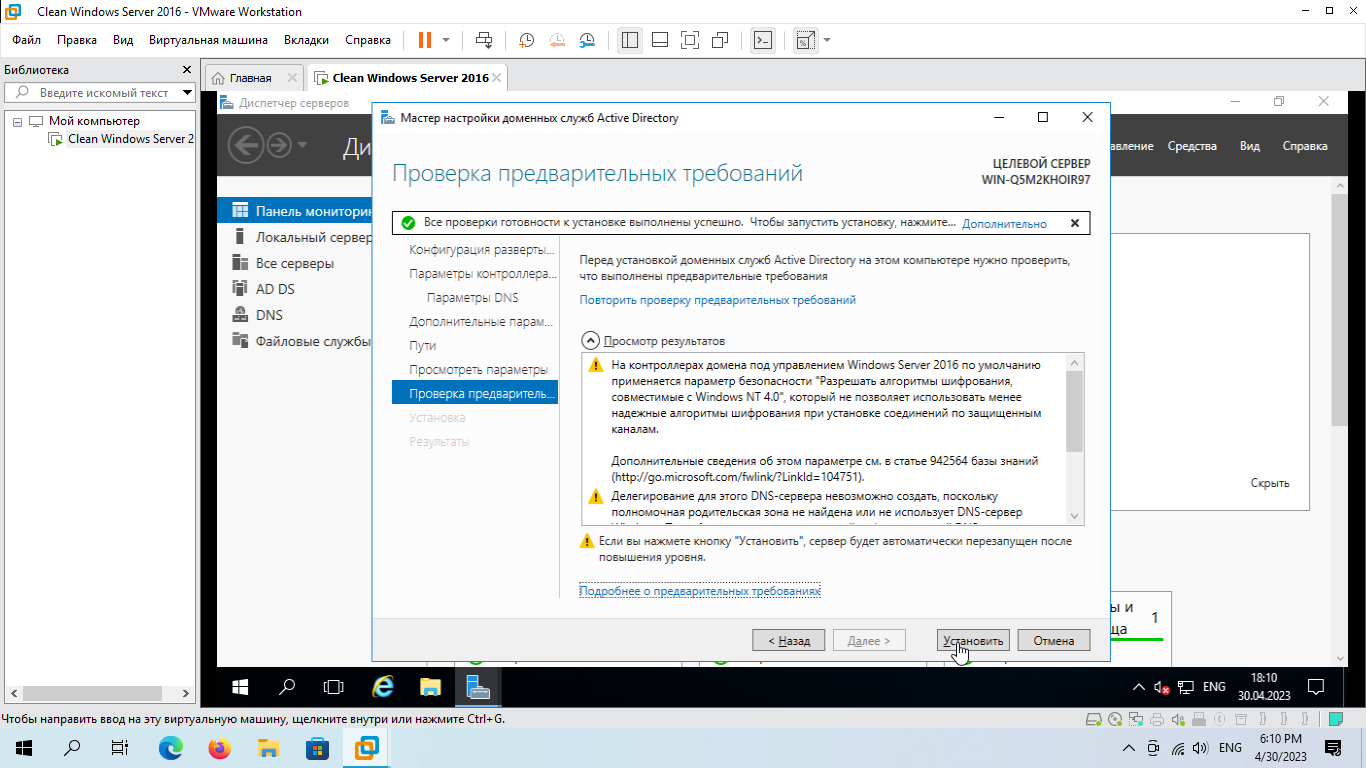 Clean Windows Server 2016 - VMware Workstation
Файл Правка Вид Виртуальная машина Вкладки Справка
Библиотека
Введите искомый текст
Мой компьютер
Clean Windows Server 2
Главная
Clean Windows Server 2016
Диспетчер серверов
Ди
авление Средства Вид Справка
Панель мониторин
Локальный сервер
Все серверы
AD DS
DNS
Файловые службы
Мастер настройки доменных служб Active Directory
Проверка предварительных требований
ЦЕЛЕВОЙ СЕРВЕР
WIN-Q5M2KHOIR97
Все проверки готовности к установке выполнены успешно. Чтобы запустить установку, нажмите... Дополнительно
Конфигурация разверты...
Параметры контроллера...
Параметры DNS
Дополнительные парам...
Пути
Просмотреть параметры
Проверка предваритель...
Установка
Результаты
Перед установкой доменных служб Active Directory на этом компьютере нужно проверить,
что выполнены предварительные требования
Повторить проверку предварительных требований
Просмотр результатов
На контроллерах домена под управлением Windows Server 2016 по умолчанию
применяется параметр безопасности "Разрешать алгоритмы шифрования,
совместимые с Windows NT 4.0", который не позволяет использовать менее
надежные алгоритмы шифрования при установке соединений по защищенным
каналам.
Дополнительные сведения об этом параметре см. в статье 942564 базы знаний
(http://go.microsoft.com/fwlink/?LinkId=104751).
Делегирование для этого DNS-сервера невозможно создать, поскольку
полномочная родительская зона не найдена или не использует DNS-сервер
Если вы нажмете кнопку "Установить", сервер будет автоматически перезапущен после
повышения уровня.
Подробнее о предварительных требованиях
< Назад Далее > Установить Отмена
Скрыть
ы и
ща
1
ENG
18:10
30.04.2023
Чтобы направить ввод на эту виртуальную машину, щелкните внутри или нажмите Ctrl+G.
ENG
6:10 PM
4/30/2023